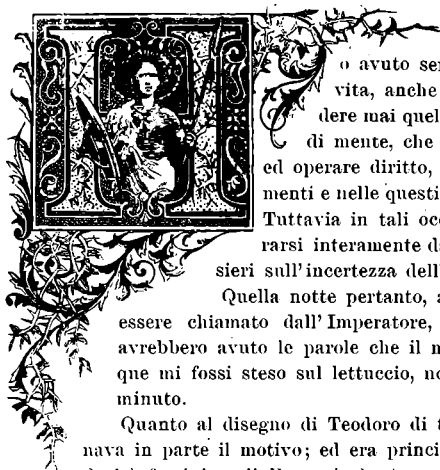 H
o avuto se
vita, anche
dere mai quel
di mente, che
ed operare diritto,
menti e nelle questi
Tuttavia in tali occ
rarsi interamente d
sieri sull'incertezza dell'
Quella notte pertanto, a
essere chiamato dall'Imperatore,
avrebbero avuto le parole che il m
que mi fossi steso sul lettuccio, no
minuto.
Quanto al disegno di Teodoro di t
nava in parte il motivo; ed era princi